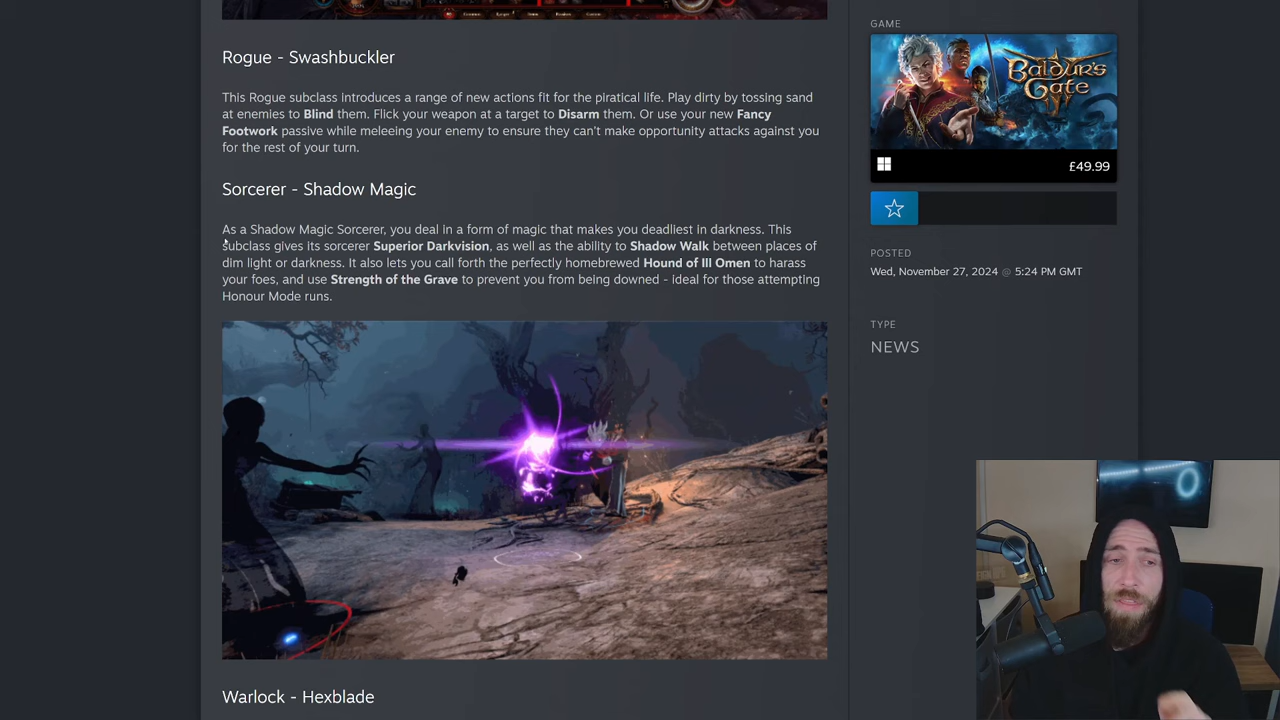 Rogue - Swashbuckler
This Rogue subclass introduces a range of new actions fit for the piratical life. Play dirty by tossing sand
at enemies to Blind them. Flick your weapon at a target to Disarm them. Or use your new Fancy
Footwork passive while meleeing your enemy to ensure they can't make opportunity attacks against you
for the rest of your turn.
Sorcerer - Shadow Magic
As a Shadow Magic Sorcerer, you deal in a form of magic that makes you deadliest in darkness. This
subclass gives its sorcerer Superior Darkvision, as well as the ability to Shadow Walk between places of
dim light or darkness. It also lets you call forth the perfectly homebrewed Hound of Ill Omen to harass
your foes, and use Strength of the Grave to prevent you from being downed - ideal for those attempting
Honour Mode runs.
Warlock - Hexblade
GAME
BALDUR'S
GATE
£49.99
POSTED
Wed, November 27, 2024 @ 5:24 PM GMT
TYPE
NEWS